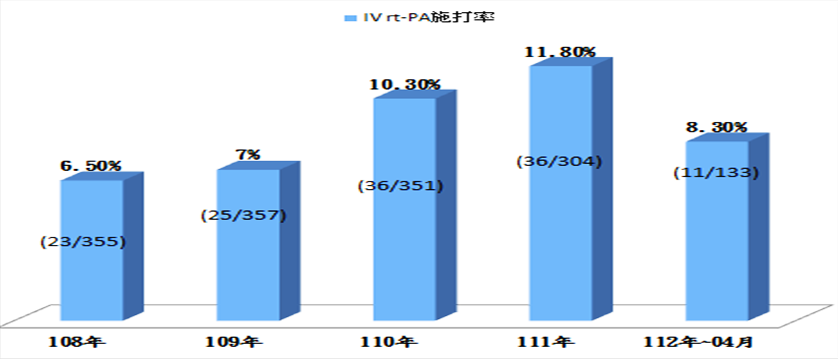 IV rt-PA施打率
6.50%
7%
10.30%
11.80%
8.30%
(23/355)
(25/357)
(36/351)
(36/304)
(11/133)
108年
109年
110年
111年
112年~04月